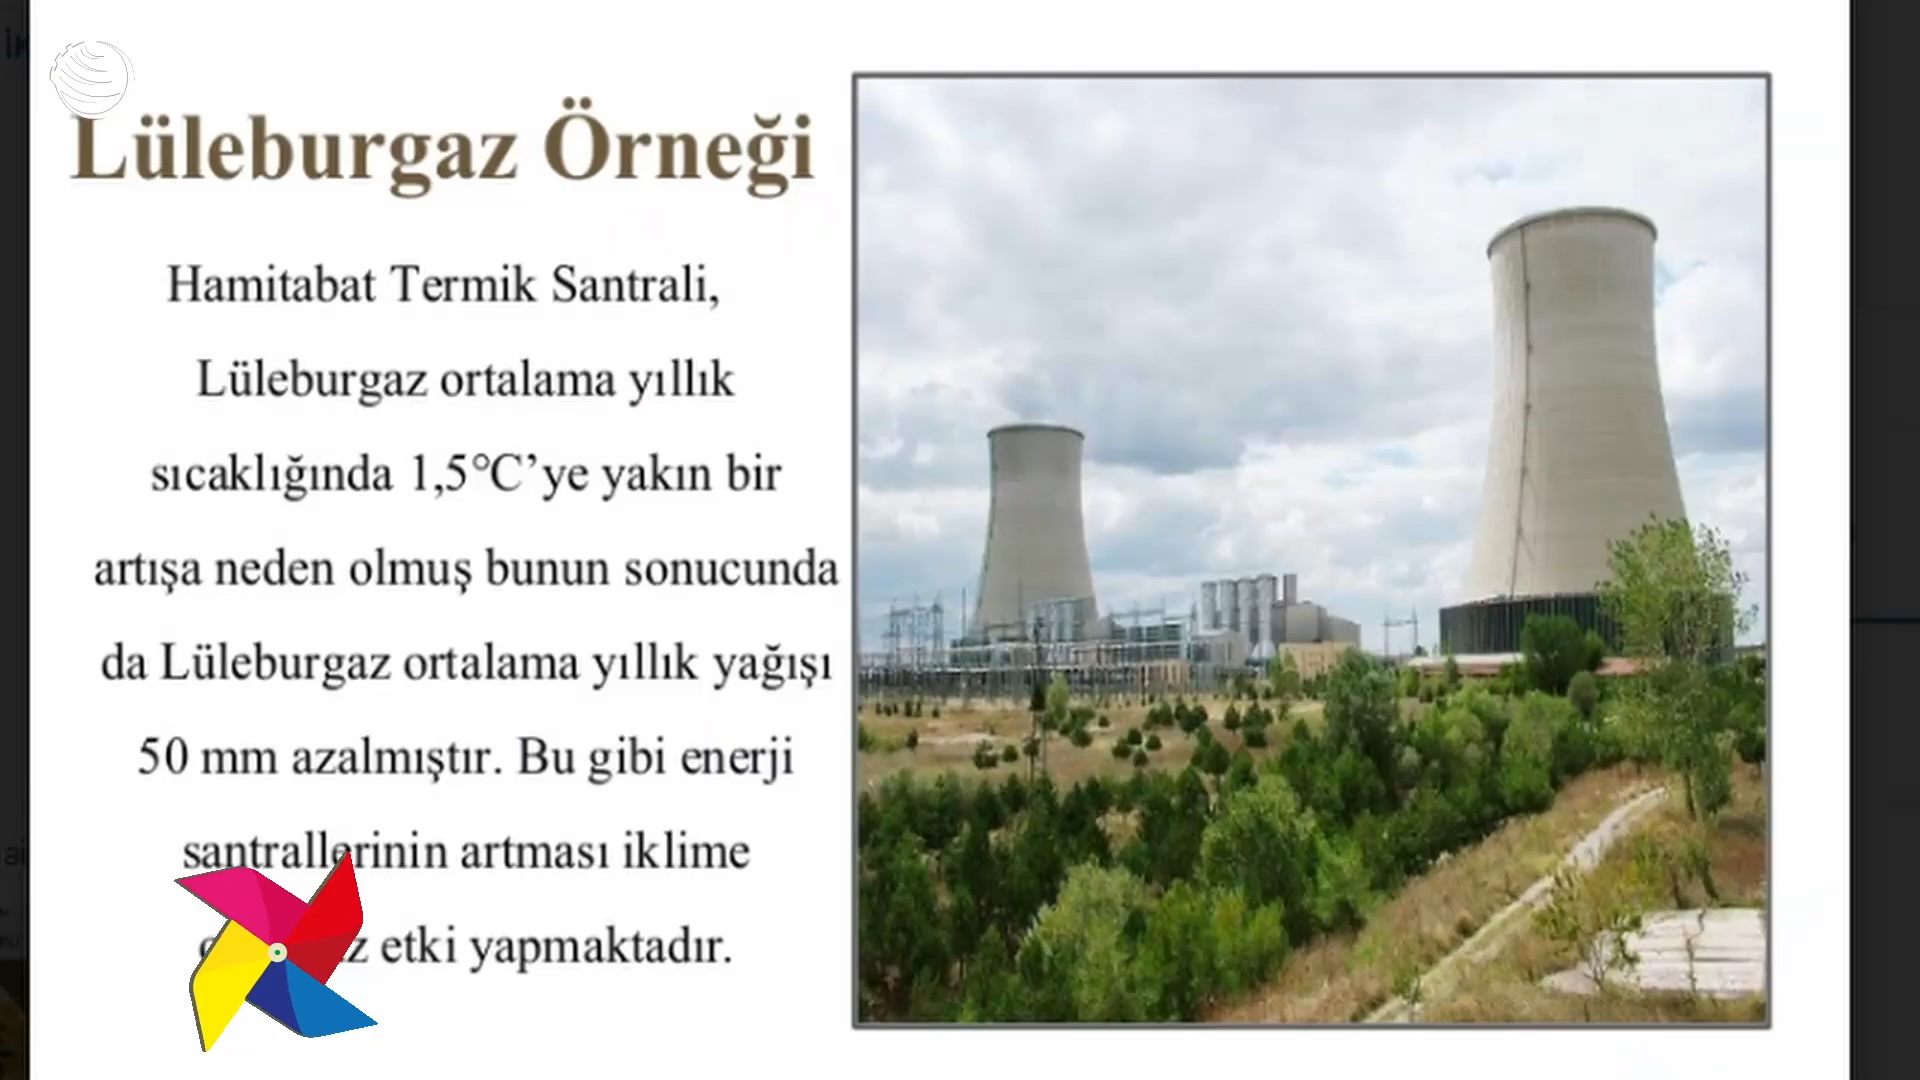 Lüleburgaz Örneği
Hamitabat Termik Santrali,
Lüleburgaz ortalama yıllık
sıcaklığında 1,5°C’ye yakın bir
artışa neden olmuş bunun sonucunda
da Lüleburgaz ortalama yıllık yağışı
50 mm azalmıştır. Bu gibi enerji
santrallerinin artması iklime
etki yapmaktadır.